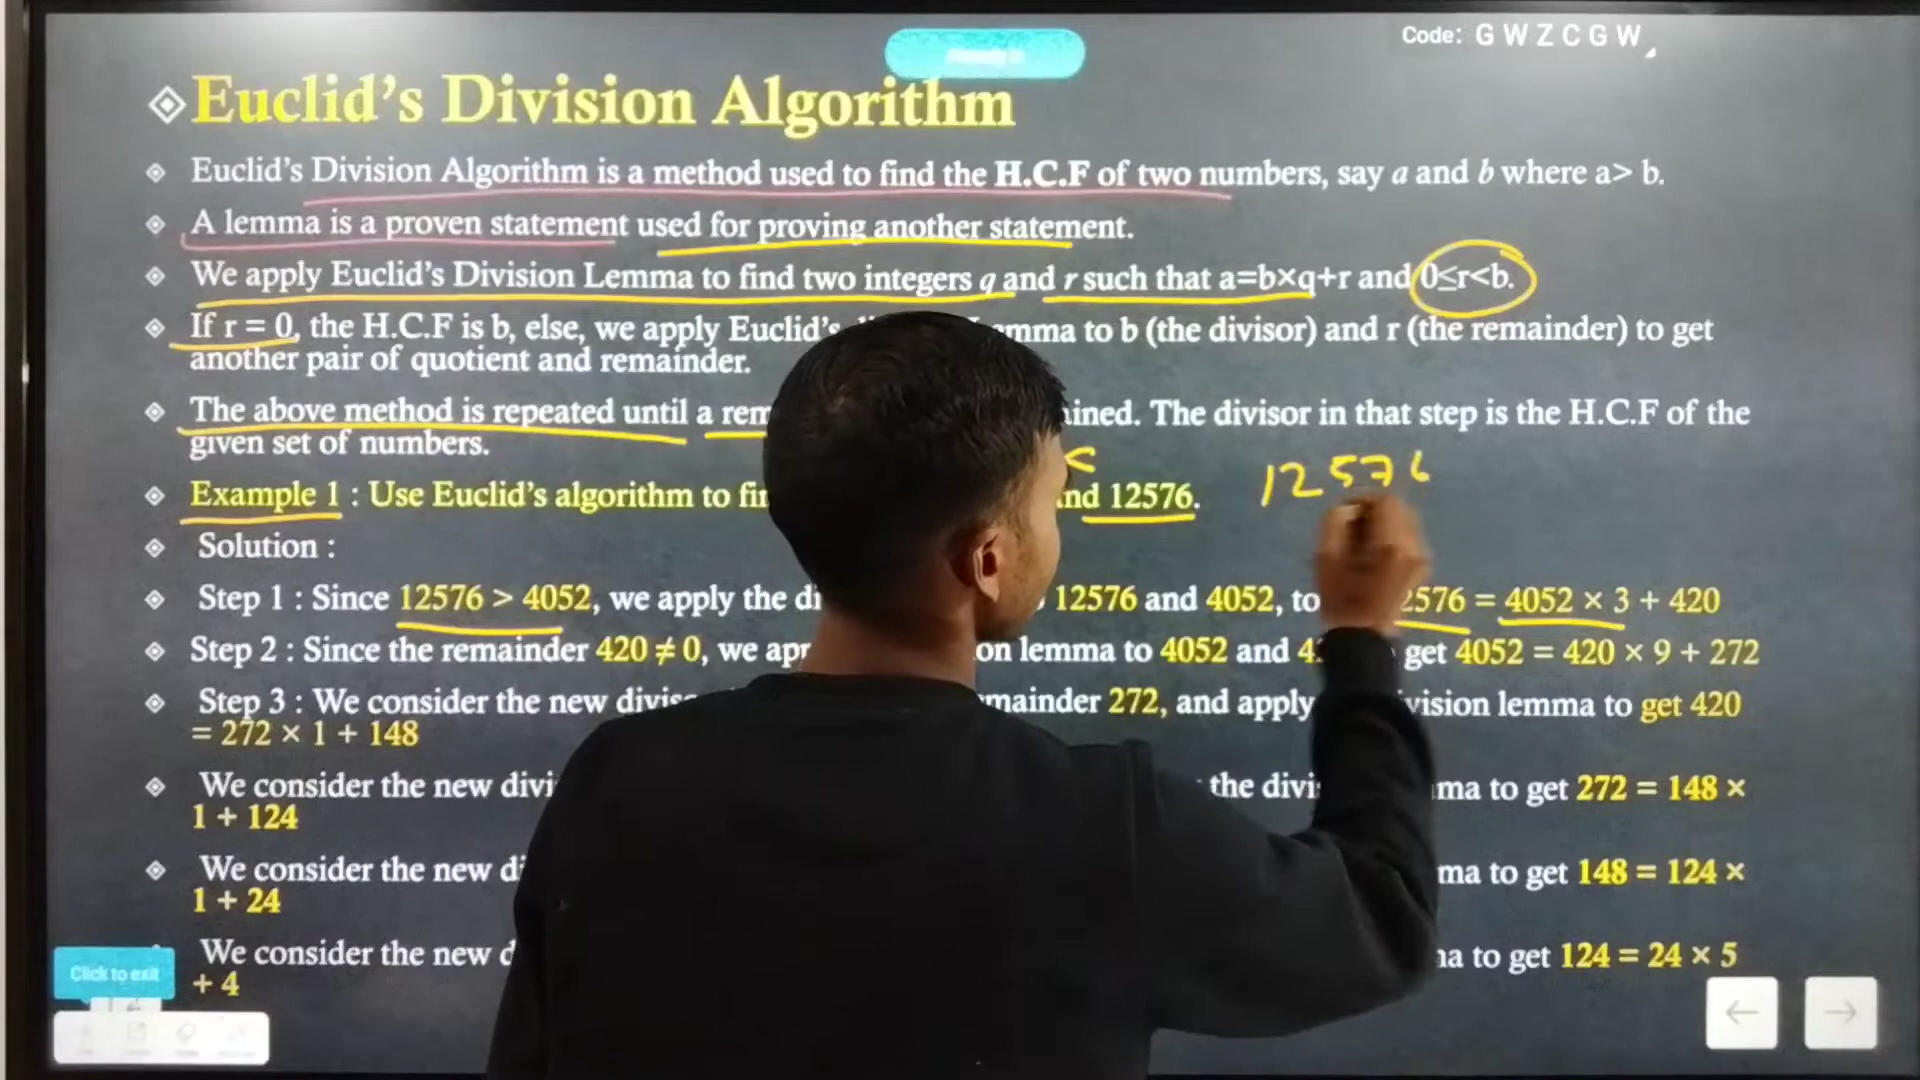 Code: G W Z C G W
Euclid's Division Algorithm
Euclid's Division Algorithm is a method used to find the H.C.F of two numbers, say a and b where a> b.
A lemma is a proven statement used for proving another statement.
We apply Euclid's Division Lemma to find two integers q and r such that a=b×q+r and 0≤r<b.
If r = 0, the H.C.F is b, else, we apply Euclid's mma to b (the divisor) and r (the remainder) to get
another pair of quotient and remainder.
The above method is repeated until a rem ined. The divisor in that step is the H.C.F of the
given set of numbers.
12576
Example 1 : Use Euclid's algorithm to fin nd 12576.
Solution :
Step 1 : Since 12576 > 4052, we apply the di 12576 and 4052, to 2576 = 4052 × 3 + 420
Step 2 : Since the remainder 420 ≠ 0, we app on lemma to 4052 and 4 get 4052 = 420 × 9 + 272
Step 3 : We consider the new diviso mainder 272, and apply vision lemma to get 420
= 272 × 1 + 148
We consider the new divi the divi ma to get 272 = 148 ×
1 + 124
We consider the new di ma to get 148 = 124 ×
1 + 24
We consider the new d a to get 124 = 24 × 5
+ 4
Click to exit